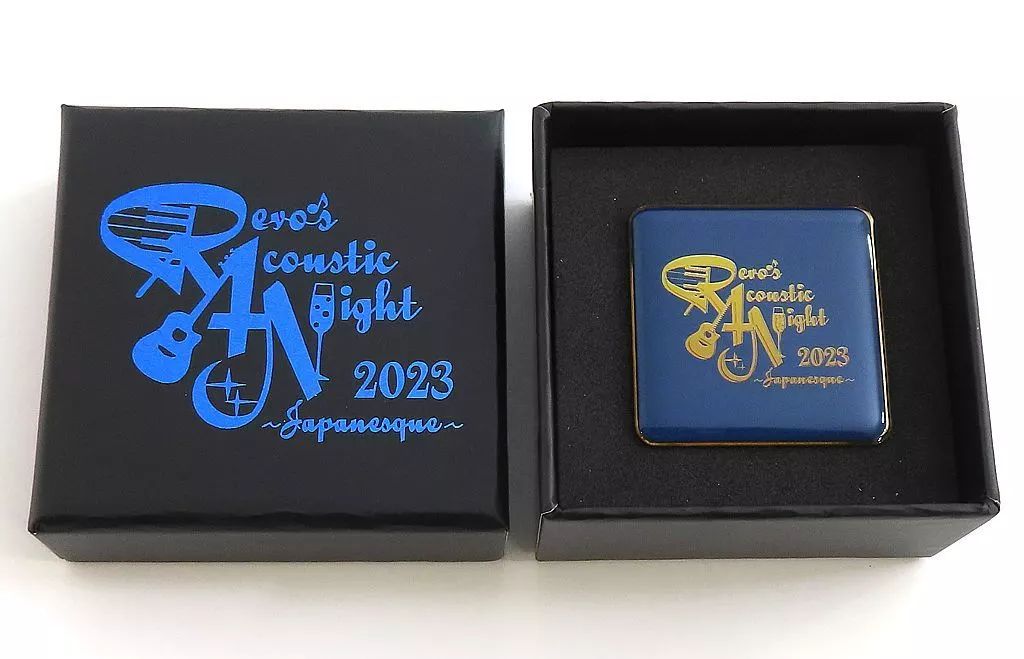 Revo's
Acoustic
Night
2023
~Japanesque~
Revo's
Acoustic
Night
2023
~Japanesque~